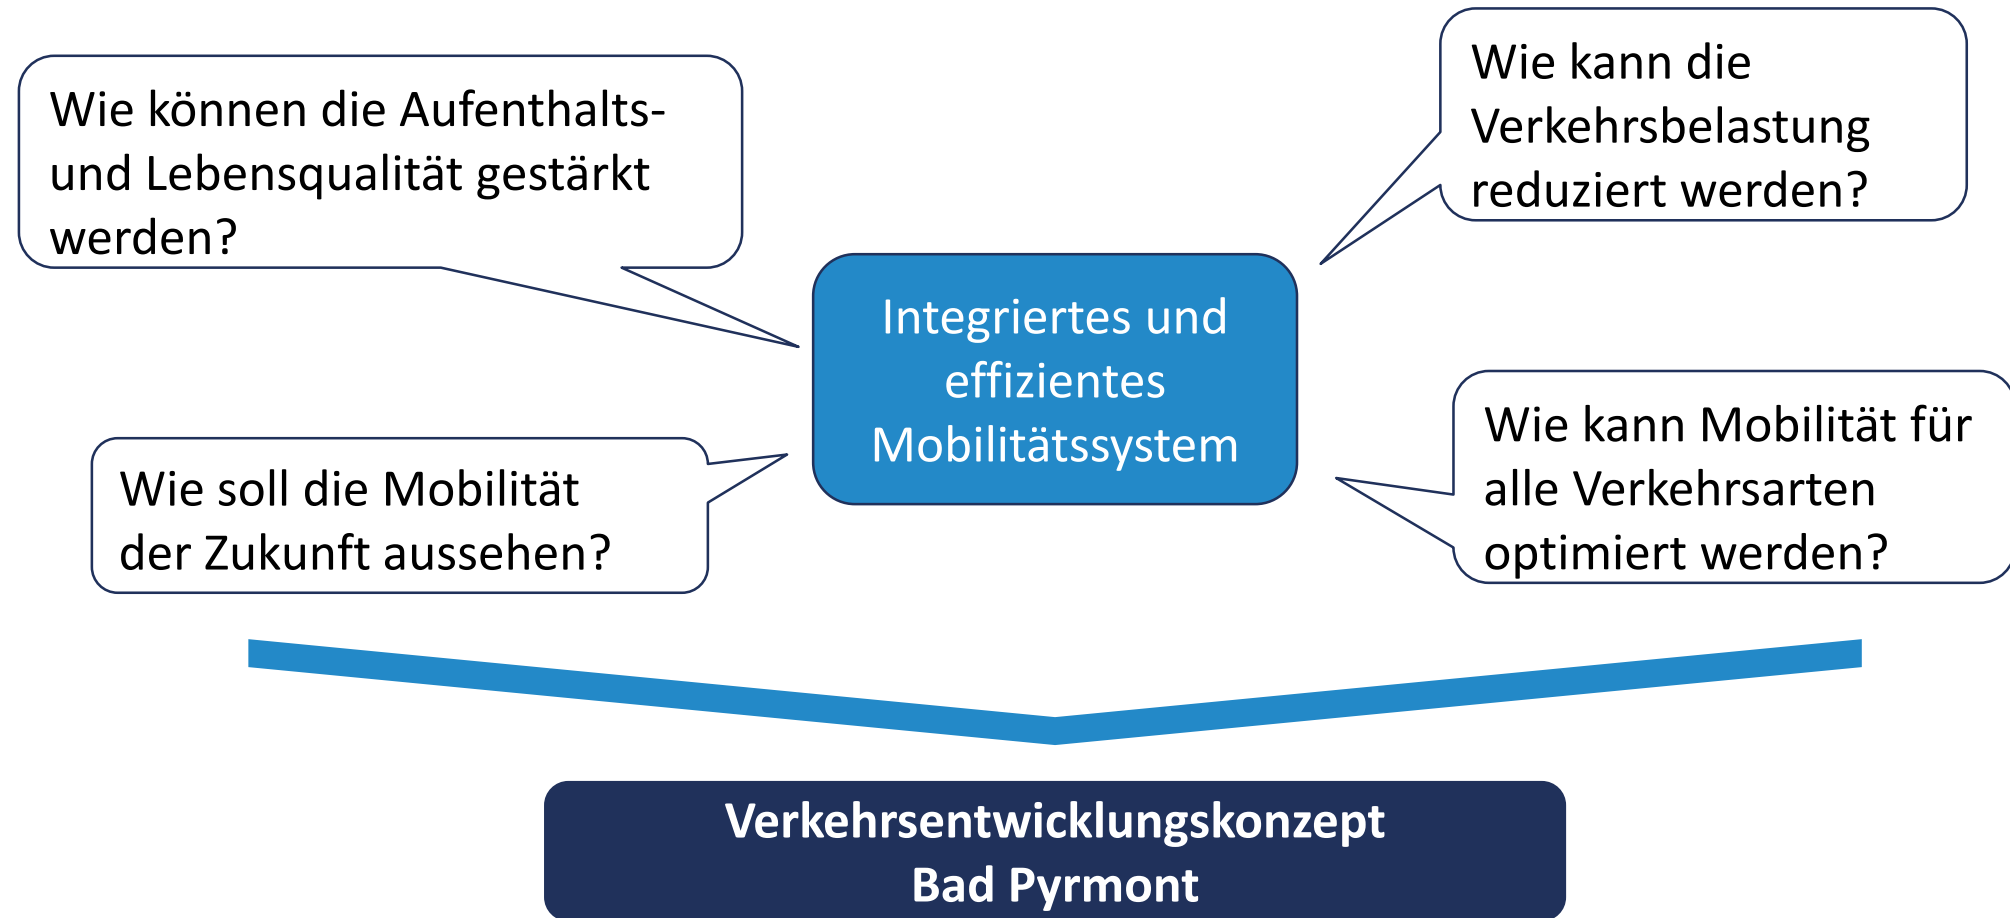 Wie können die Aufenthalts-
und Lebensqualität gestärkt
werden?
Wie kann die
Verkehrsbelastung
reduziert werden?
Integriertes und
effizientes
Mobilitätssystem
Wie soll die Mobilität
der Zukunft aussehen?
Wie kann Mobilität für
alle Verkehrsarten
optimiert werden?
Verkehrsentwicklungskonzept
Bad Pyrmont